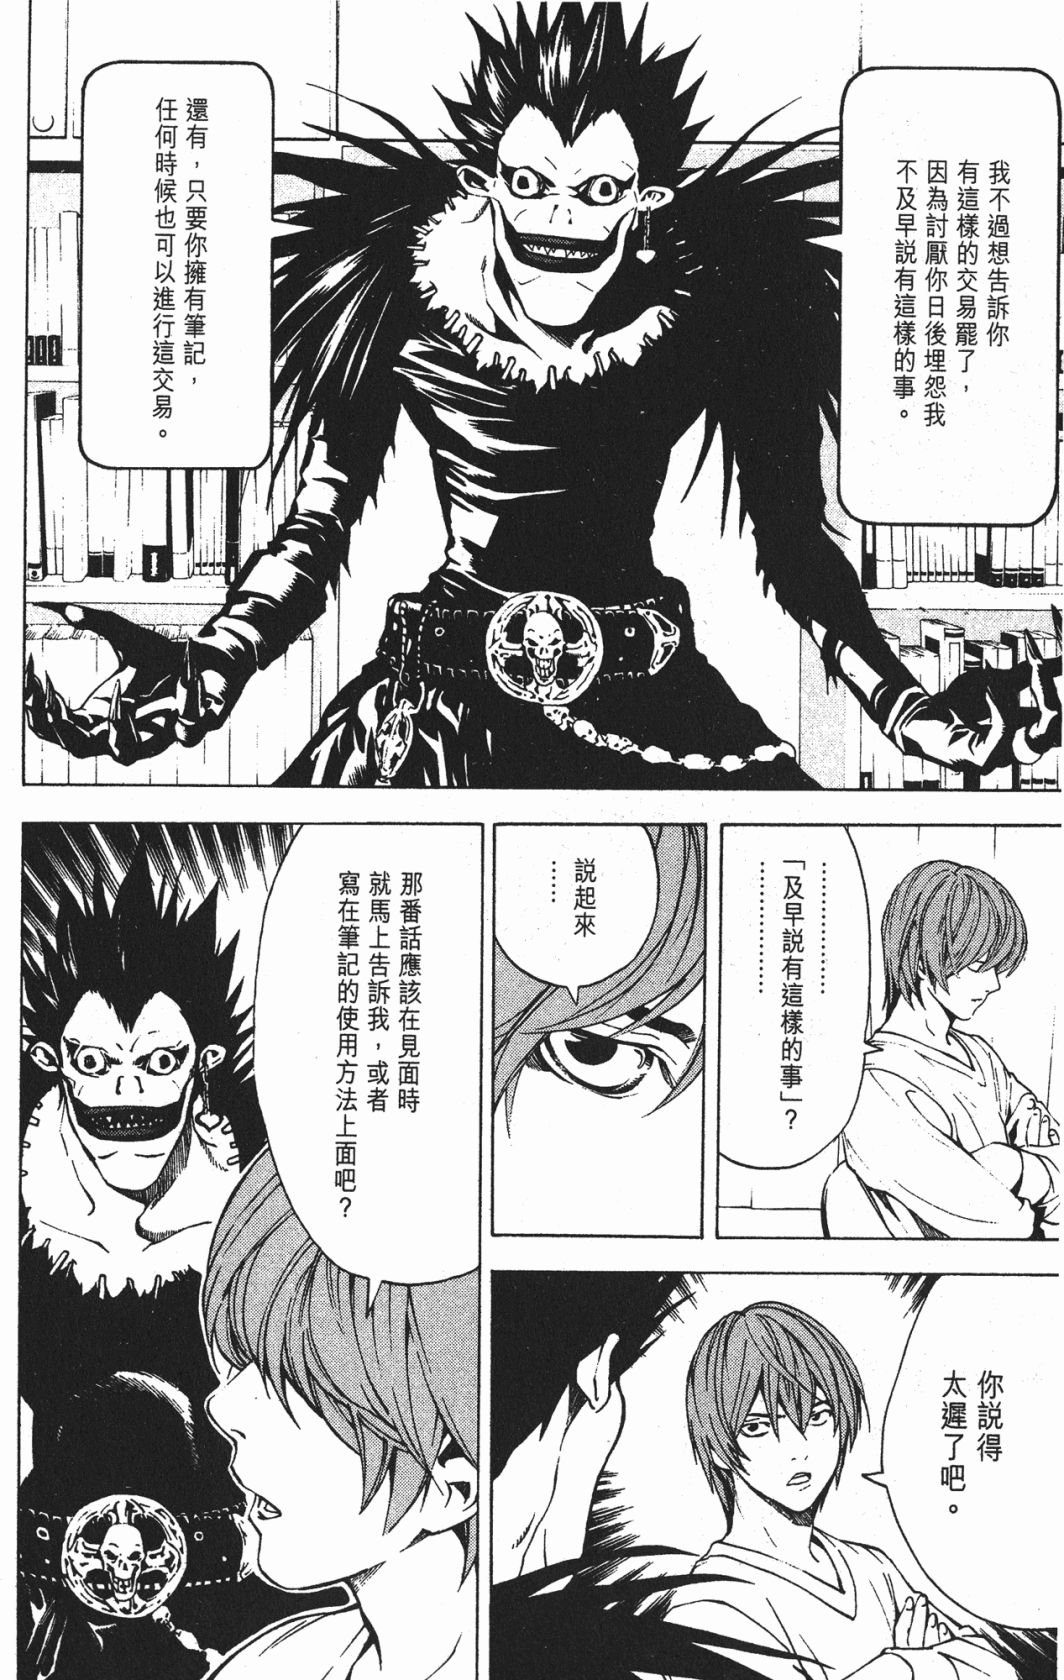 我不過想告訴你
有這樣的交易罷了，
因為討厭你日後埋怨我
不及早説有這樣的事。
還有，只要你擁有筆記，
任何時候也可以進行這交易。
…………
「及早説有這樣的事」？
…………
説起來
……
你説得
太遲了吧。
那番話應該在見面時
就馬上告訴我，或者
寫在筆記的使用方法上面吧？